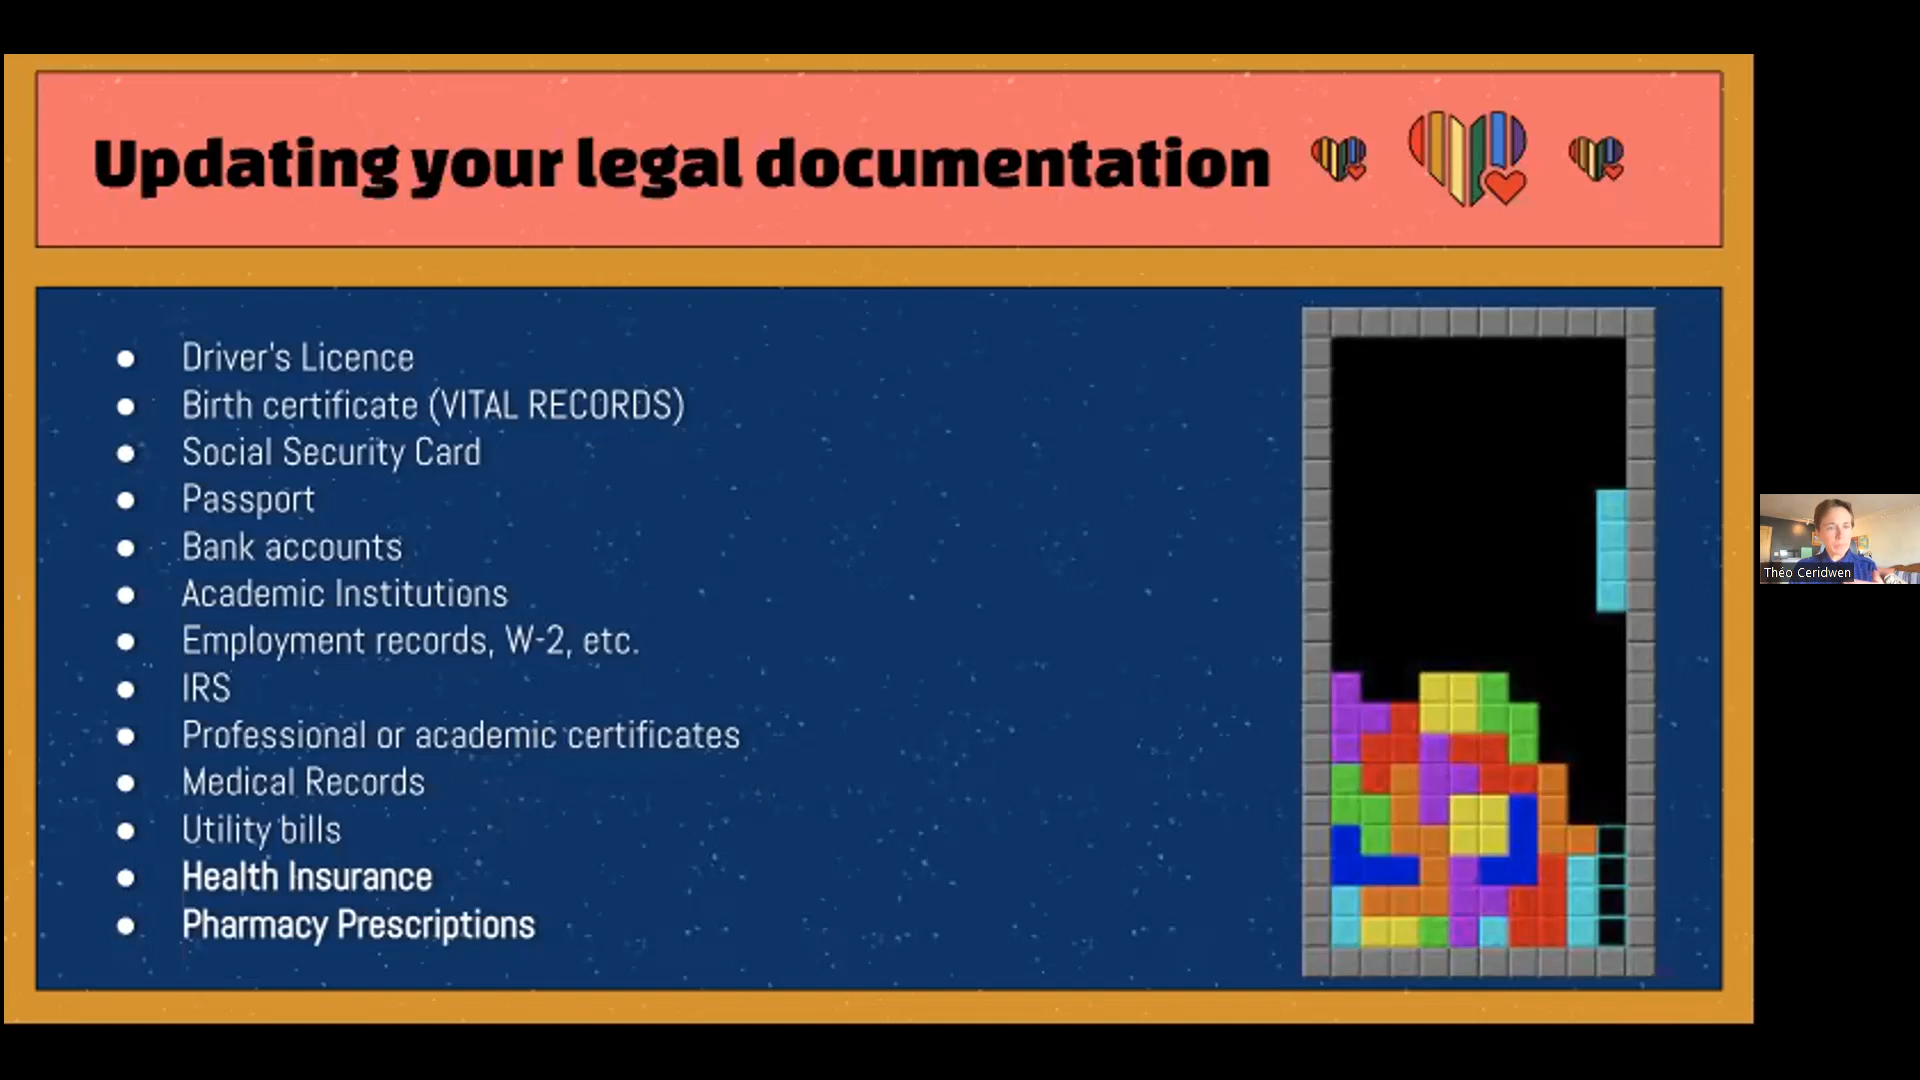 Updating your legal documentation
● Driver's Licence
● Birth certificate (VITAL RECORDS)
● Social Security Card
● Passport
● Bank accounts
● Academic Institutions
● Employment records, W-2, etc.
● IRS
● Professional or academic certificates
● Medical Records
● Utility bills
● Health Insurance
● Pharmacy Prescriptions
Théo Ceridwen